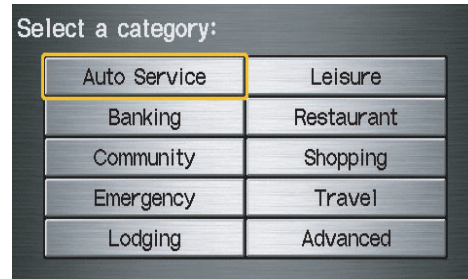 Select a category:
Auto Service Leisure
Banking Restaurant
Community Shopping
Emergency Travel
Lodging Advanced